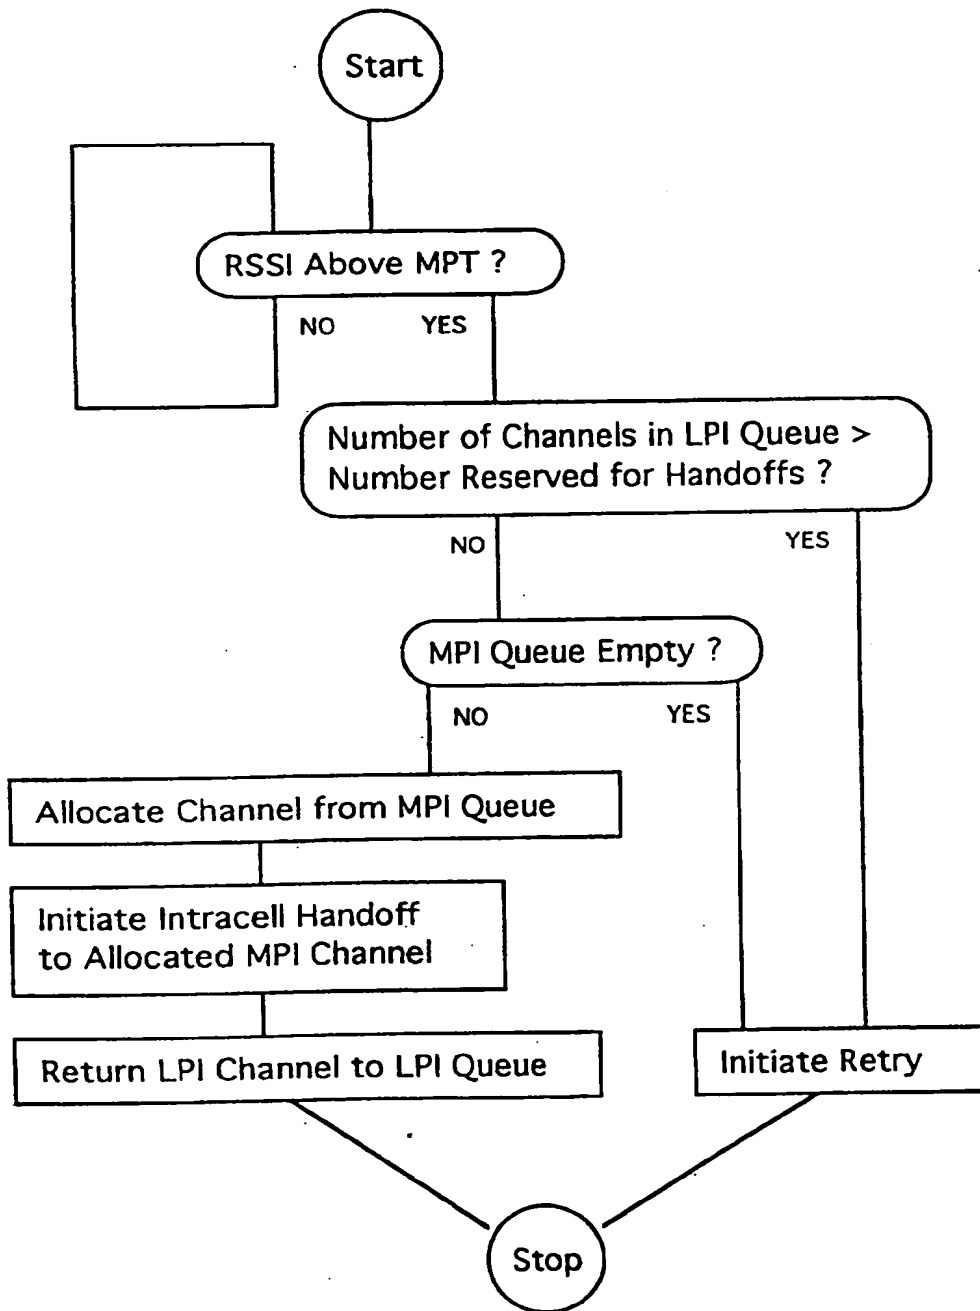 Start
RSSI Above MPT ?
NO
YES
Number of Channels in LPI Queue >
Number Reserved for Handoffs ?
NO
YES
MPI Queue Empty ?
NO
YES
Allocate Channel from MPI Queue
Initiate Intracell Handoff
to Allocated MPI Channel
Return LPI Channel to LPI Queue
Initiate Retry
Stop